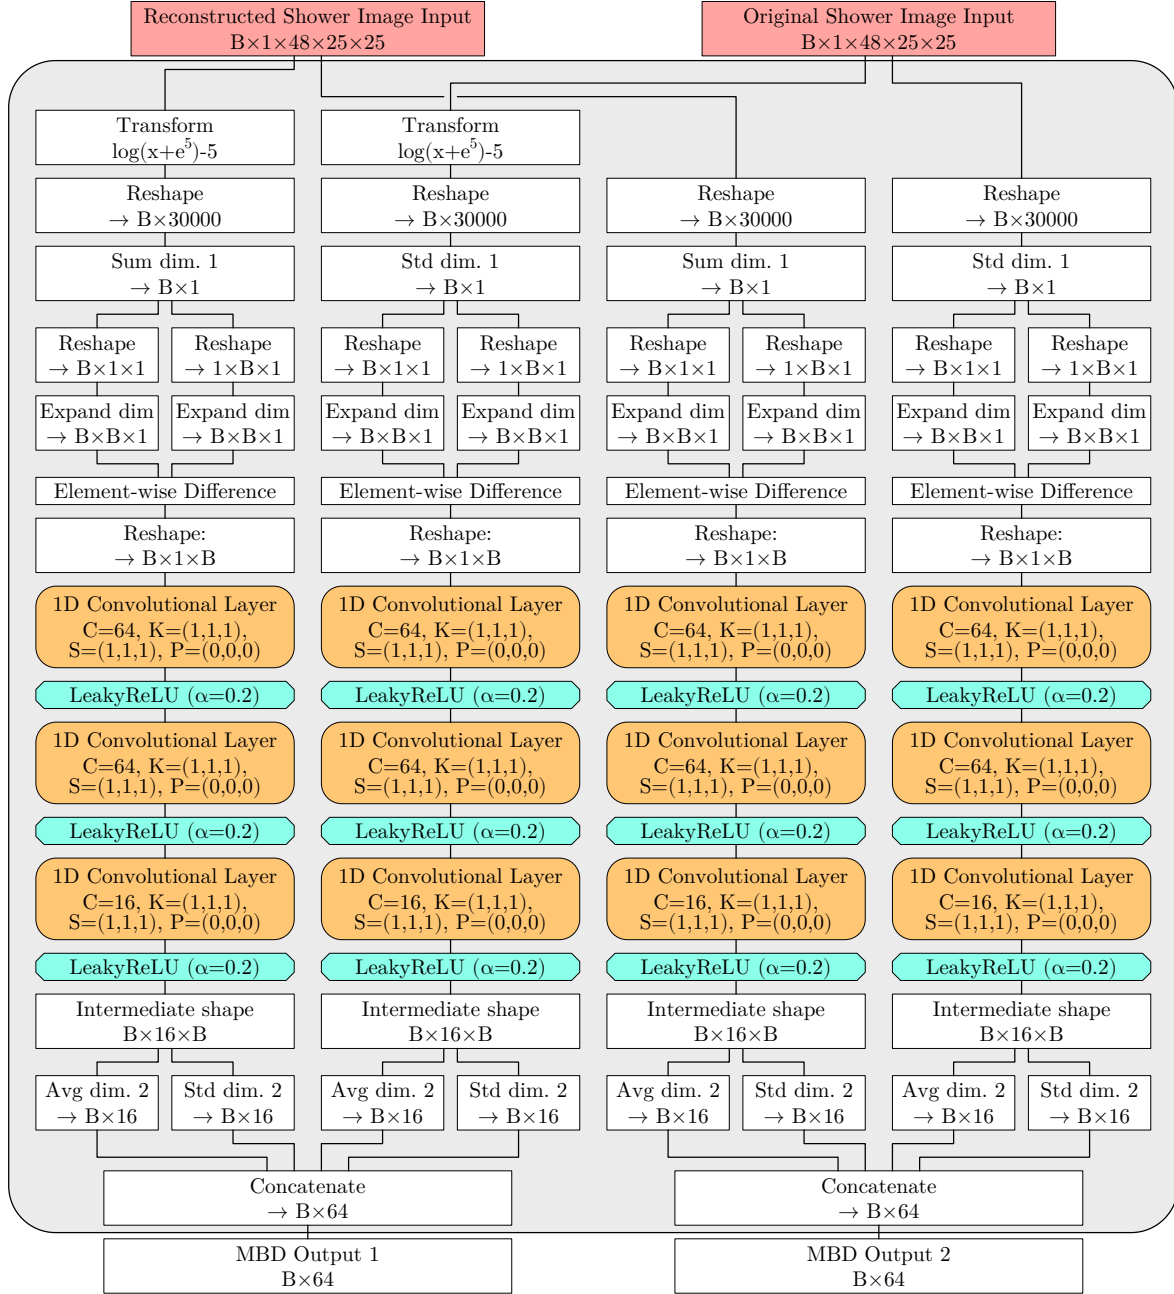 Reconstructed Shower Image Input
B×1×48×25×25
Original Shower Image Input
B×1×48×25×25
Transform
log(x+e⁵)-5
Transform
log(x+e⁵)-5
Reshape
→ B×30000
Reshape
→ B×30000
Reshape
→ B×30000
Reshape
→ B×30000
Sum dim. 1
→ B×1
Std dim. 1
→ B×1
Sum dim. 1
→ B×1
Std dim. 1
→ B×1
Reshape
→ B×1×1
Reshape
→ 1×B×1
Reshape
→ B×1×1
Reshape
→ 1×B×1
Reshape
→ B×1×1
Reshape
→ 1×B×1
Reshape
→ B×1×1
Reshape
→ 1×B×1
Expand dim
→ B×B×1
Expand dim
→ B×B×1
Expand dim
→ B×B×1
Expand dim
→ B×B×1
Expand dim
→ B×B×1
Expand dim
→ B×B×1
Expand dim
→ B×B×1
Expand dim
→ B×B×1
Element-wise Difference
Element-wise Difference
Element-wise Difference
Element-wise Difference
Reshape:
→ B×1×B
Reshape:
→ B×1×B
Reshape:
→ B×1×B
Reshape:
→ B×1×B
1D Convolutional Layer
C=64, K=(1,1,1),
S=(1,1,1), P=(0,0,0)
1D Convolutional Layer
C=64, K=(1,1,1),
S=(1,1,1), P=(0,0,0)
1D Convolutional Layer
C=64, K=(1,1,1),
S=(1,1,1), P=(0,0,0)
1D Convolutional Layer
C=64, K=(1,1,1),
S=(1,1,1), P=(0,0,0)
LeakyReLU (α=0.2)
LeakyReLU (α=0.2)
LeakyReLU (α=0.2)
LeakyReLU (α=0.2)
1D Convolutional Layer
C=64, K=(1,1,1),
S=(1,1,1), P=(0,0,0)
1D Convolutional Layer
C=64, K=(1,1,1),
S=(1,1,1), P=(0,0,0)
1D Convolutional Layer
C=64, K=(1,1,1),
S=(1,1,1), P=(0,0,0)
1D Convolutional Layer
C=64, K=(1,1,1),
S=(1,1,1), P=(0,0,0)
LeakyReLU (α=0.2)
LeakyReLU (α=0.2)
LeakyReLU (α=0.2)
LeakyReLU (α=0.2)
1D Convolutional Layer
C=16, K=(1,1,1),
S=(1,1,1), P=(0,0,0)
1D Convolutional Layer
C=16, K=(1,1,1),
S=(1,1,1), P=(0,0,0)
1D Convolutional Layer
C=16, K=(1,1,1),
S=(1,1,1), P=(0,0,0)
1D Convolutional Layer
C=16, K=(1,1,1),
S=(1,1,1), P=(0,0,0)
LeakyReLU (α=0.2)
LeakyReLU (α=0.2)
LeakyReLU (α=0.2)
LeakyReLU (α=0.2)
Intermediate shape
B×16×B
Intermediate shape
B×16×B
Intermediate shape
B×16×B
Intermediate shape
B×16×B
Avg dim. 2
→ B×16
Std dim. 2
→ B×16
Avg dim. 2
→ B×16
Std dim. 2
→ B×16
Avg dim. 2
→ B×16
Std dim. 2
→ B×16
Avg dim. 2
→ B×16
Std dim. 2
→ B×16
Concatenate
→ B×64
Concatenate
→ B×64
MBD Output 1
B×64
MBD Output 2
B×64